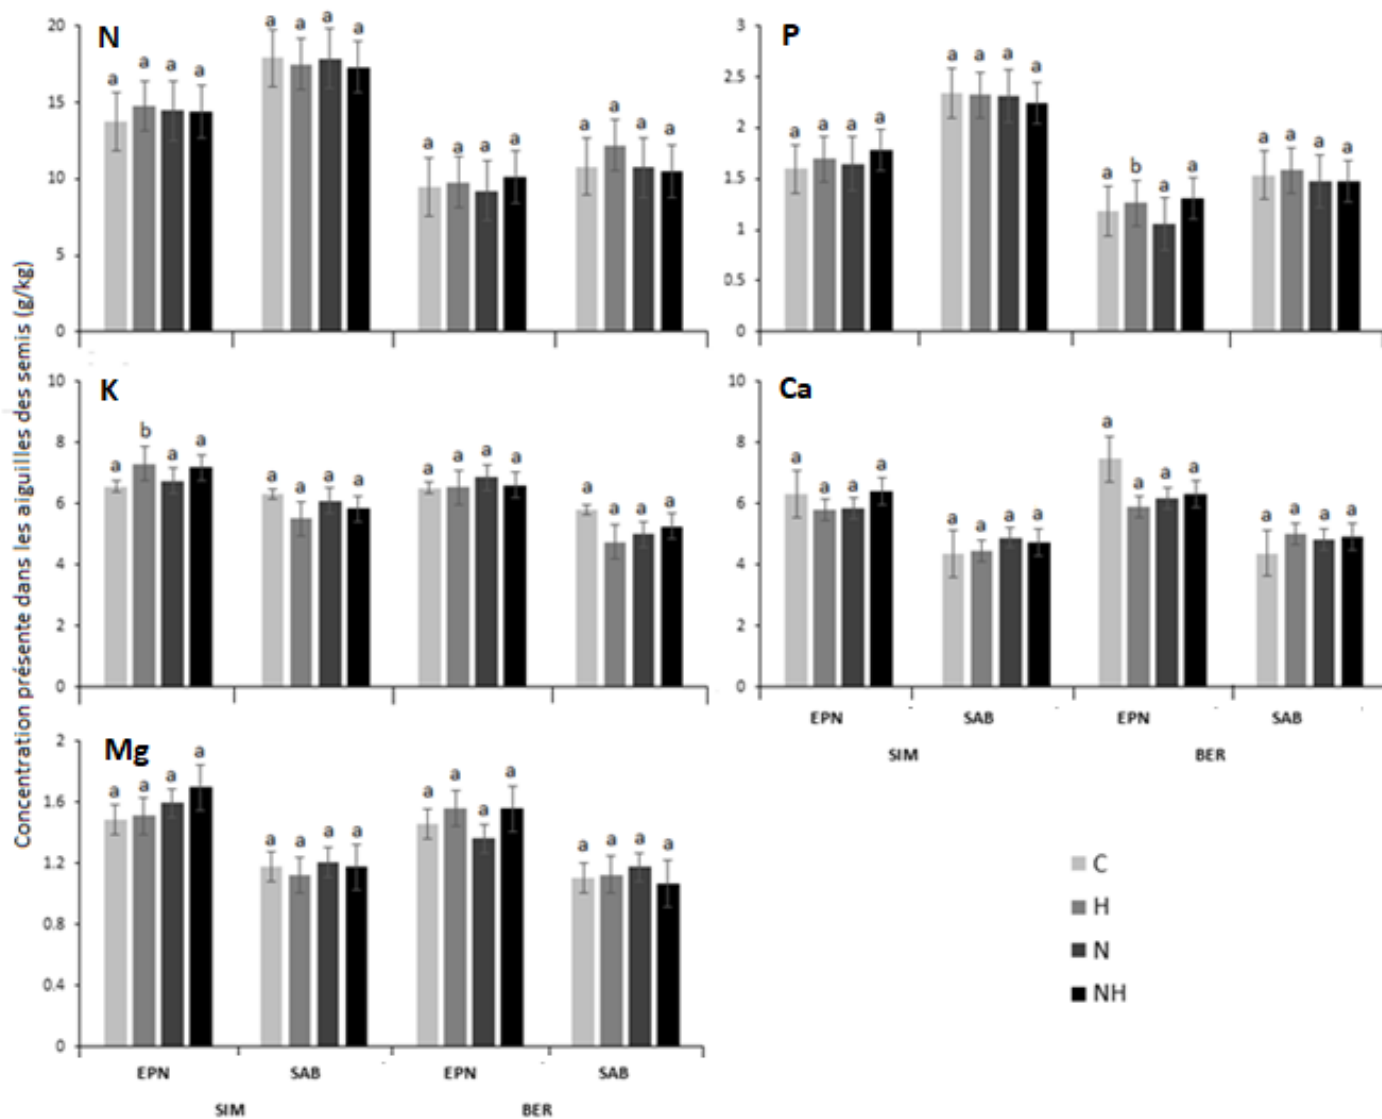 Concentration présente dans les aiguilles des semis (g/kg)
N
20
15
10
5
0
a a a a a a a a a a a a a a a a
P
3
2.5
2
1.5
1
0.5
0
a a a a a a a a a b a a a a a a
K
10
8
6
4
2
0
a b a a a a a a a a a a a a a a
Ca
10
8
6
4
2
0
a a a a a a a a a a a a a a a a
EPN SAB EPN SAB
SIM BER
Mg
2
1.6
1.2
0.8
0.4
0
a a a a a a a a a a a a a a a a
EPN SAB EPN SAB
SIM BER
C
H
N
NH